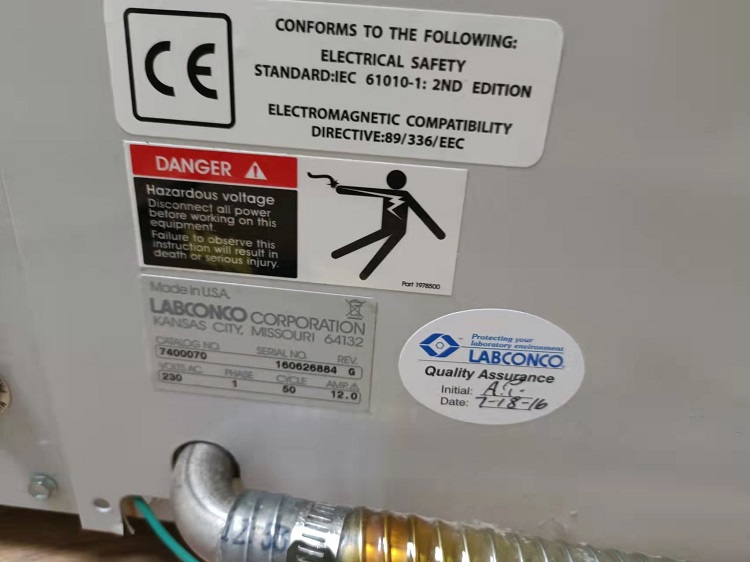 CE
CONFORMS TO THE FOLLOWING:
ELECTRICAL SAFETY
STANDARD:IEC 61010-1: 2ND EDITION
ELECTROMAGNETIC COMPATIBILITY
DIRECTIVE:89/336/EEC
DANGER
Hazardous voltage
Disconnect all power
before working on this
equipment.
Failure to observe this
instruction will result in
death or serious injury.
Part 1978500
Made in U.S.A.
LABCONCO CORPORATION
KANSAS CITY, MISSOURI 64132
CATALOG NO. SERIAL NO. REV.
7400070 160626884 G
VOLTS AC PHASE CYCLE AMP
230 1 50 12.0
Protecting your
laboratory environment
LABCONCO
Quality Assurance
Initial: A.P.
Date: 7-18-16